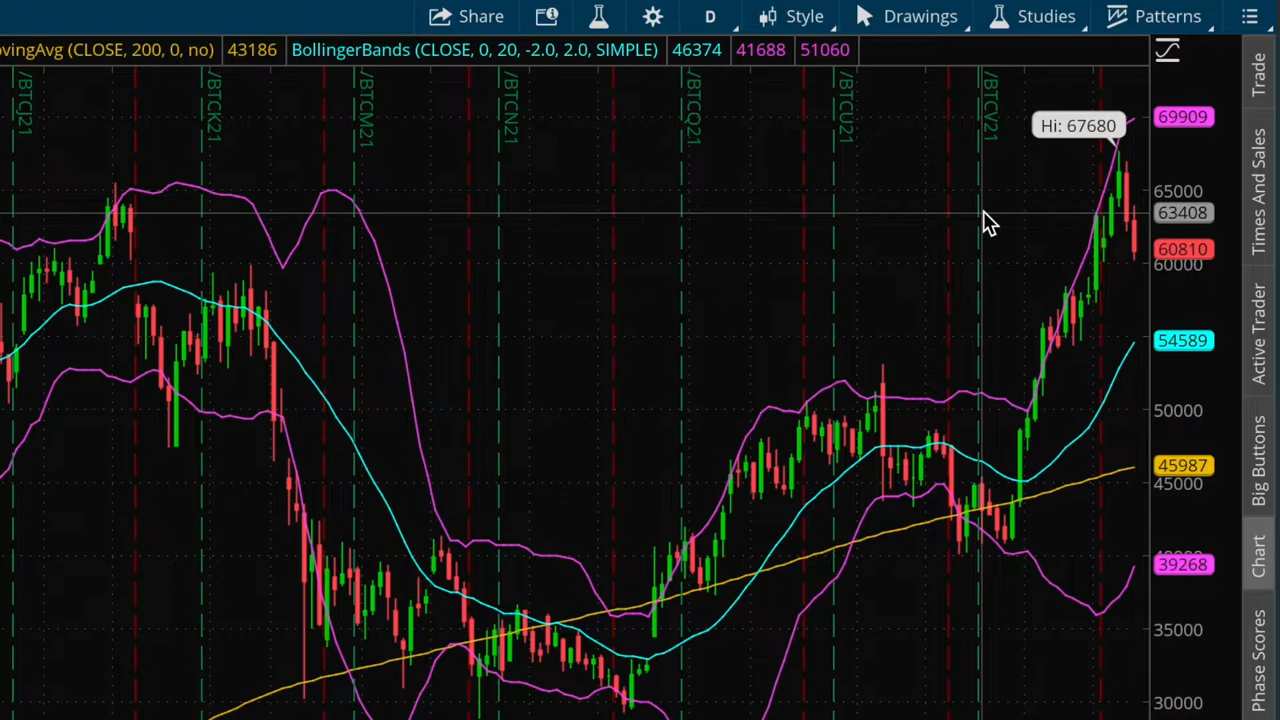 Share
D
Style
Drawings
Studies
Patterns
ovingAvg (CLOSE, 200, 0, no)
43186
BollingerBands (CLOSE, 0, 20, -2.0, 2.0, SIMPLE)
46374
41688
51060
/BTCJ21
/BTCK21
/BTCM21
/BTCN21
/BTCQ21
/BTCU21
/BTCV21
Hi: 67680
69909
65000
63408
60810
60000
54589
50000
45987
45000
39268
35000
30000
Trade
Times And Sales
Active Trader
Big Buttons
Chart
Phase Scores